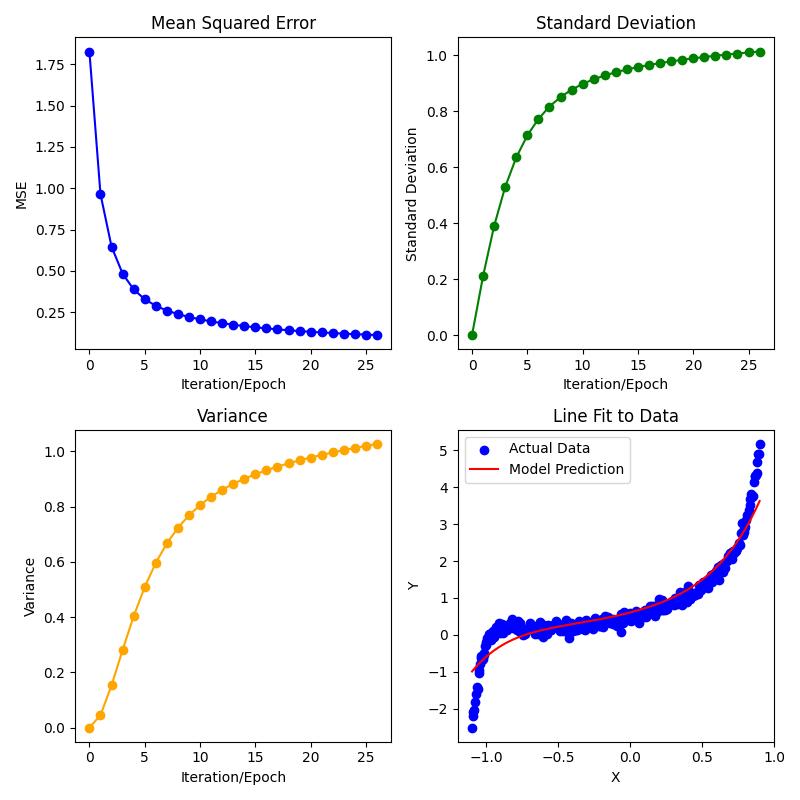 Mean Squared Error
MSE
1.75
1.50
1.25
1.00
0.75
0.50
0.25
0 5 10 15 20 25
Iteration/Epoch
Standard Deviation
Standard Deviation
1.0
0.8
0.6
0.4
0.2
0.0
0 5 10 15 20 25
Iteration/Epoch
Variance
Variance
1.0
0.8
0.6
0.4
0.2
0.0
0 5 10 15 20 25
Iteration/Epoch
Line Fit to Data
Actual Data
Model Prediction
Y
5
4
3
2
1
0
−1
−2
−1.0 −0.5 0.0 0.5 1.0
X